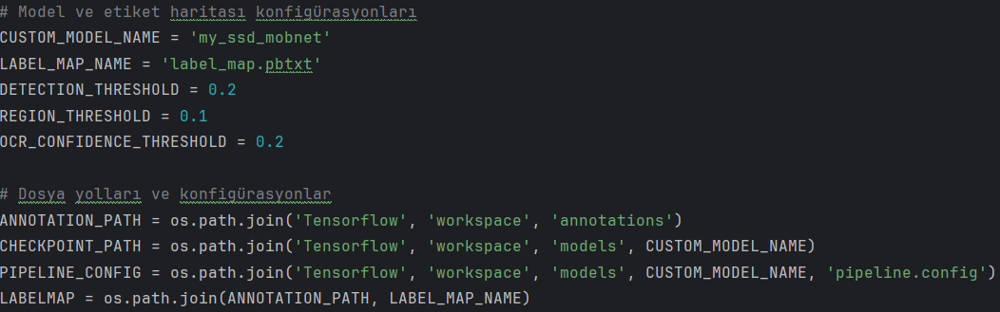 # Model ve etiket haritası konfigürasyonları
CUSTOM_MODEL_NAME = 'my_ssd_mobnet'
LABEL_MAP_NAME = 'label_map.pbtxt'
DETECTION_THRESHOLD = 0.2
REGION_THRESHOLD = 0.1
OCR_CONFIDENCE_THRESHOLD = 0.2
# Dosya yolları ve konfigürasyonlar
ANNOTATION_PATH = os.path.join('Tensorflow', 'workspace', 'annotations')
CHECKPOINT_PATH = os.path.join('Tensorflow', 'workspace', 'models', CUSTOM_MODEL_NAME)
PIPELINE_CONFIG = os.path.join('Tensorflow', 'workspace', 'models', CUSTOM_MODEL_NAME, 'pipeline.config')
LABELMAP = os.path.join(ANNOTATION_PATH, LABEL_MAP_NAME)